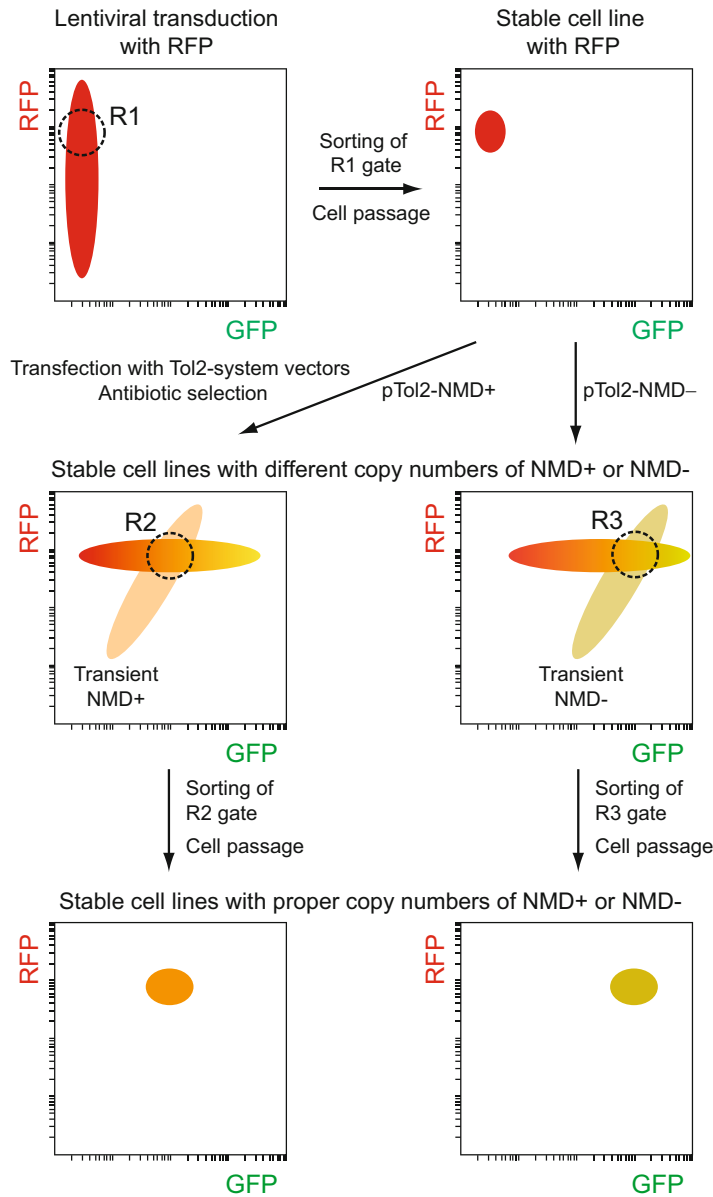 Lentiviral transduction
with RFP
Stable cell line
with RFP
RFP
R1
GFP
Sorting of
R1 gate
Cell passage
RFP
GFP
Transfection with Tol2-system vectors
Antibiotic selection
pTol2-NMD+
pTol2-NMD–
Stable cell lines with different copy numbers of NMD+ or NMD-
RFP
R2
Transient
NMD+
GFP
RFP
R3
Transient
NMD-
GFP
Sorting of
R2 gate
Cell passage
Sorting of
R3 gate
Cell passage
Stable cell lines with proper copy numbers of NMD+ or NMD-
RFP
GFP
RFP
GFP